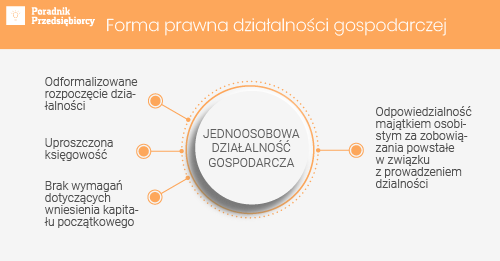 Poradnik
Przedsiębiorcy
Forma prawna działalności gospodarczej
Odformalizowane
rozpoczęcie dzia-
łalności
Uproszczona
księgowość
Brak wymagań
dotyczących
wniesienia kapita-
łu początkowego
JEDNOOSOBOWA
DZIAŁALNOŚĆ
GOSPODARCZA
Odpowiedzialność
majątkiem osobi-
stym za zobowią-
zania powstałe
w związku
z prowadzeniem
dzialności